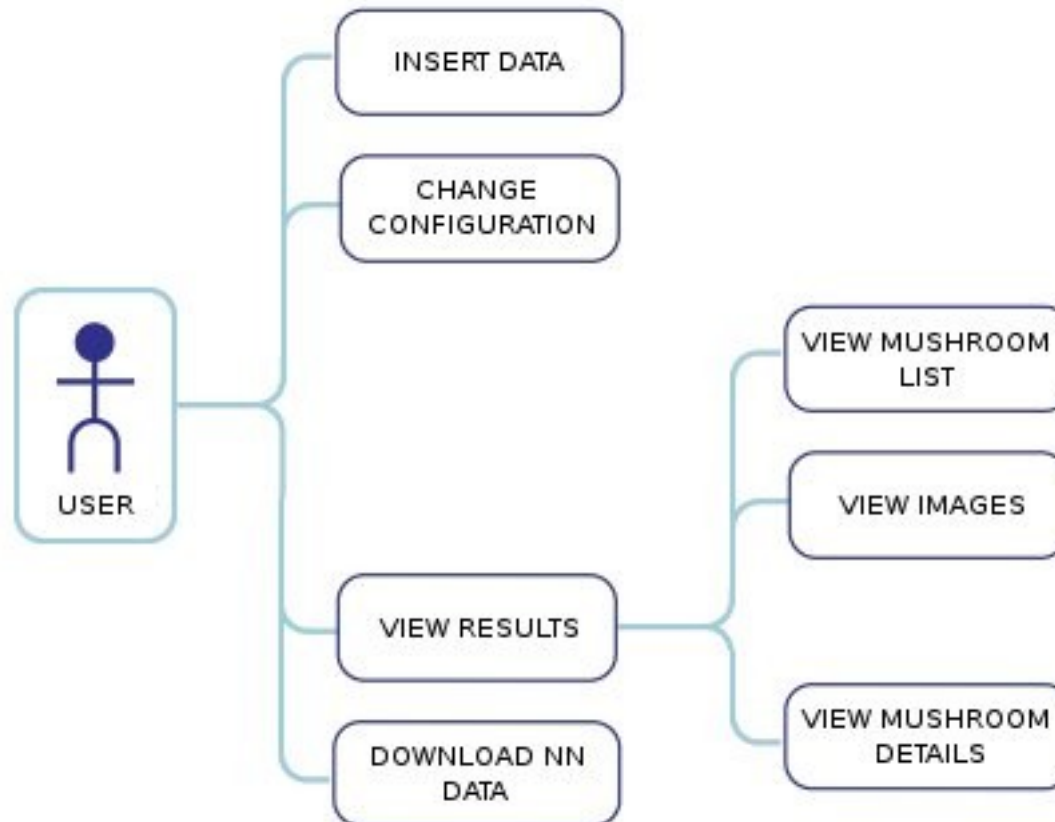 INSERT DATA
CHANGE
CONFIGURATION
USER
VIEW RESULTS
DOWNLOAD NN
DATA
VIEW MUSHROOM
LIST
VIEW IMAGES
VIEW MUSHROOM
DETAILS